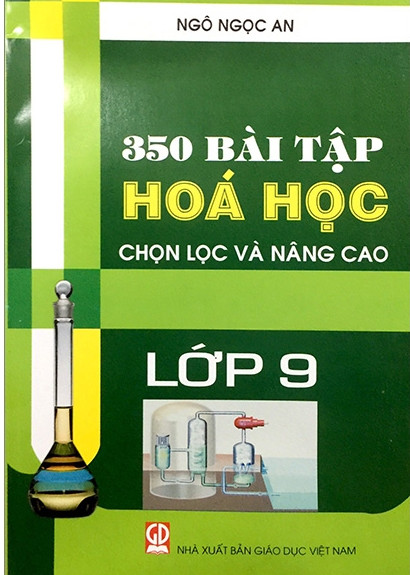 NGÔ NGỌC AN
350 BÀI TẬP
HOÁ HỌC
CHỌN LỌC VÀ NÂNG CAO
LỚP 9
GD
NHÀ XUẤT BẢN GIÁO DỤC VIỆT NAM